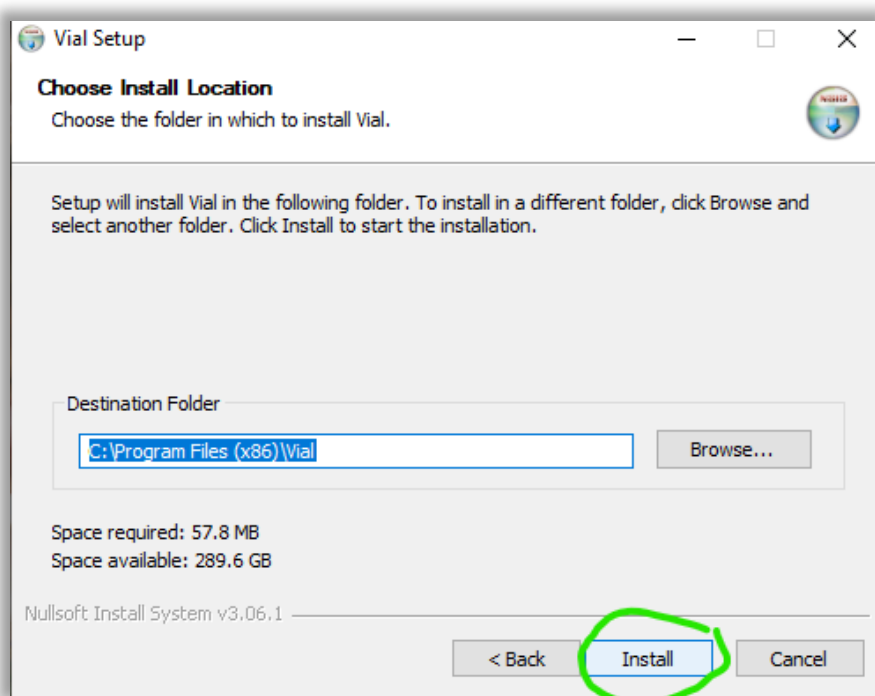 Vial Setup
Choose Install Location
Choose the folder in which to install Vial.
Setup will install Vial in the following folder. To install in a different folder, click Browse and
select another folder. Click Install to start the installation.
Destination Folder
C:\Program Files (x86)\Vial
Browse...
Space required: 57.8 MB
Space available: 289.6 GB
Nullsoft Install System v3.06.1
< Back Install Cancel